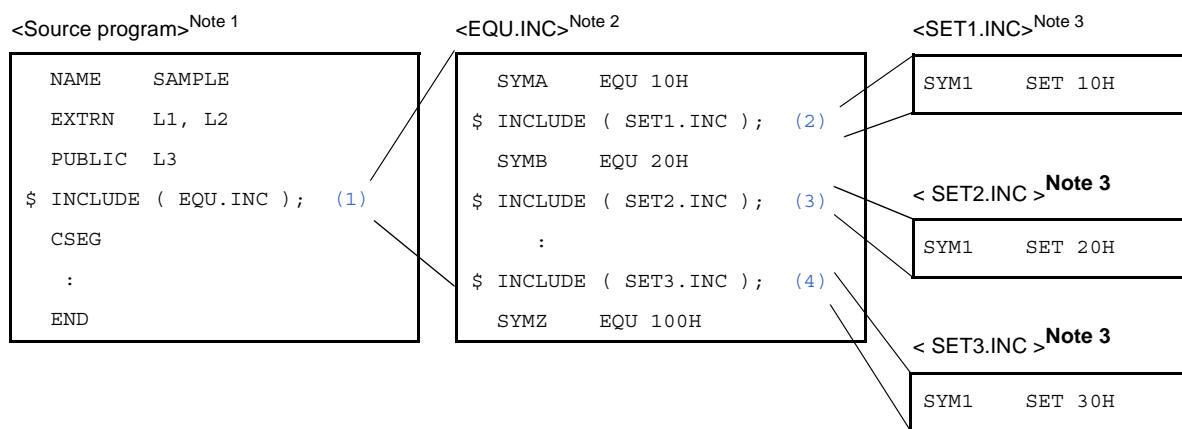 <Source program>Note 1
NAME SAMPLE
EXTRN L1, L2
PUBLIC L3
$ INCLUDE ( EQU.INC ); (1)
CSEG
:
END
<EQU.INC>Note 2
SYMA EQU 10H
$ INCLUDE ( SET1.INC ); (2)
SYMB EQU 20H
$ INCLUDE ( SET2.INC ); (3)
:
$ INCLUDE ( SET3.INC ); (4)
SYMZ EQU 100H
<SET1.INC>Note 3
SYM1 SET 10H
< SET2.INC >Note 3
SYM1 SET 20H
< SET3.INC >Note 3
SYM1 SET 30H